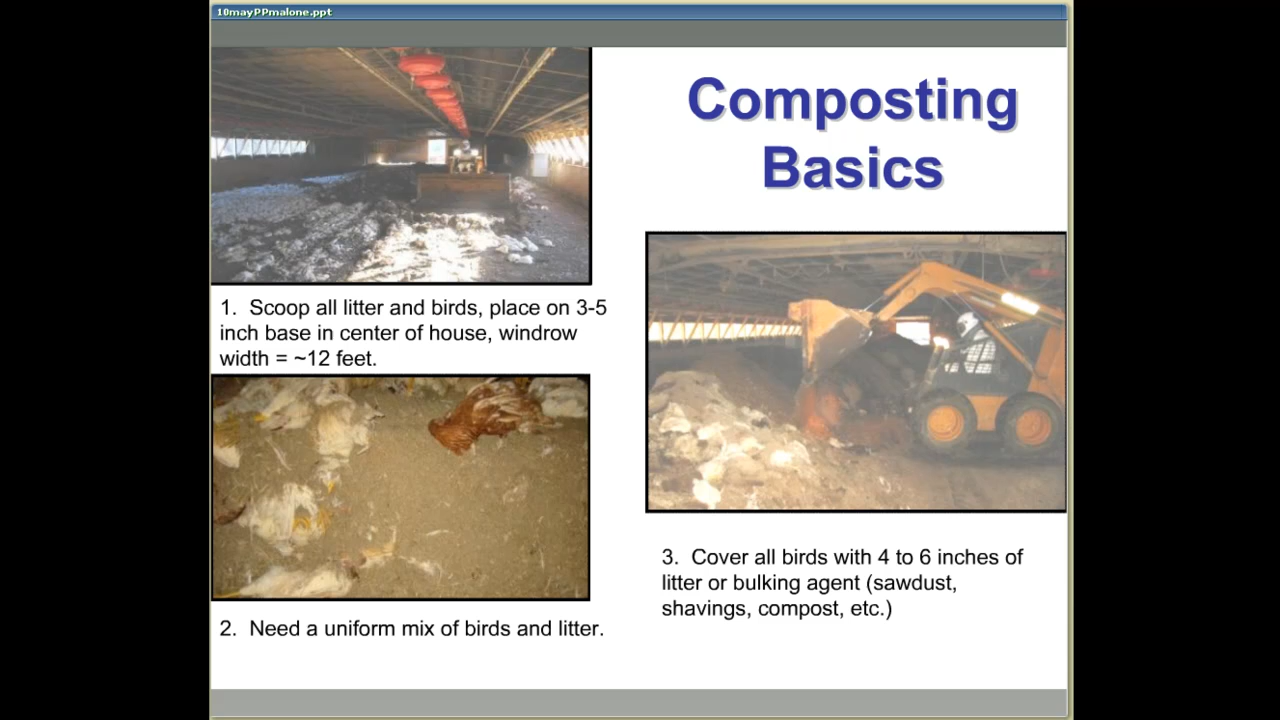 10mayPPmalone.ppt
Composting
Basics
1. Scoop all litter and birds, place on 3-5
inch base in center of house, windrow
width = ~12 feet.
2. Need a uniform mix of birds and litter.
3. Cover all birds with 4 to 6 inches of
litter or bulking agent (sawdust,
shavings, compost, etc.)